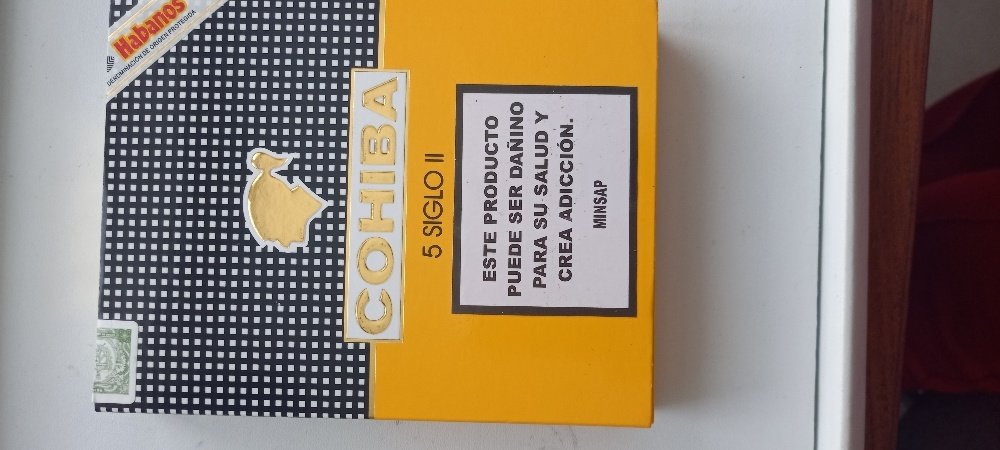 Habanos
DENOMINACIÓN DE ORIGEN PROTEGIDA
COHIBA
5 SIGLO II
ESTE PRODUCTO
PUEDE SER DAÑINO
PARA SU SALUD Y
CREA ADICCIÓN.
MINSAP